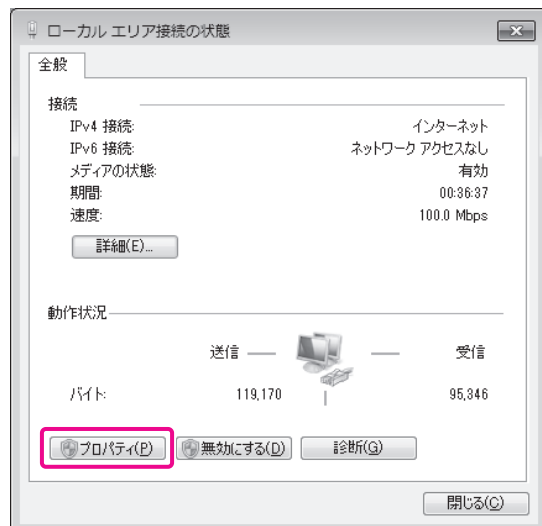 ローカル エリア接続の状態
全般
接続
IPv4 接続: インターネット
IPv6 接続: ネットワーク アクセスなし
メディアの状態: 有効
期間: 00:36:37
速度: 100.0 Mbps
詳細(E)...
動作状況
送信 受信
バイト: 119,170 95,346
プロパティ(P) 無効にする(D) 診断(G)
閉じる(C)